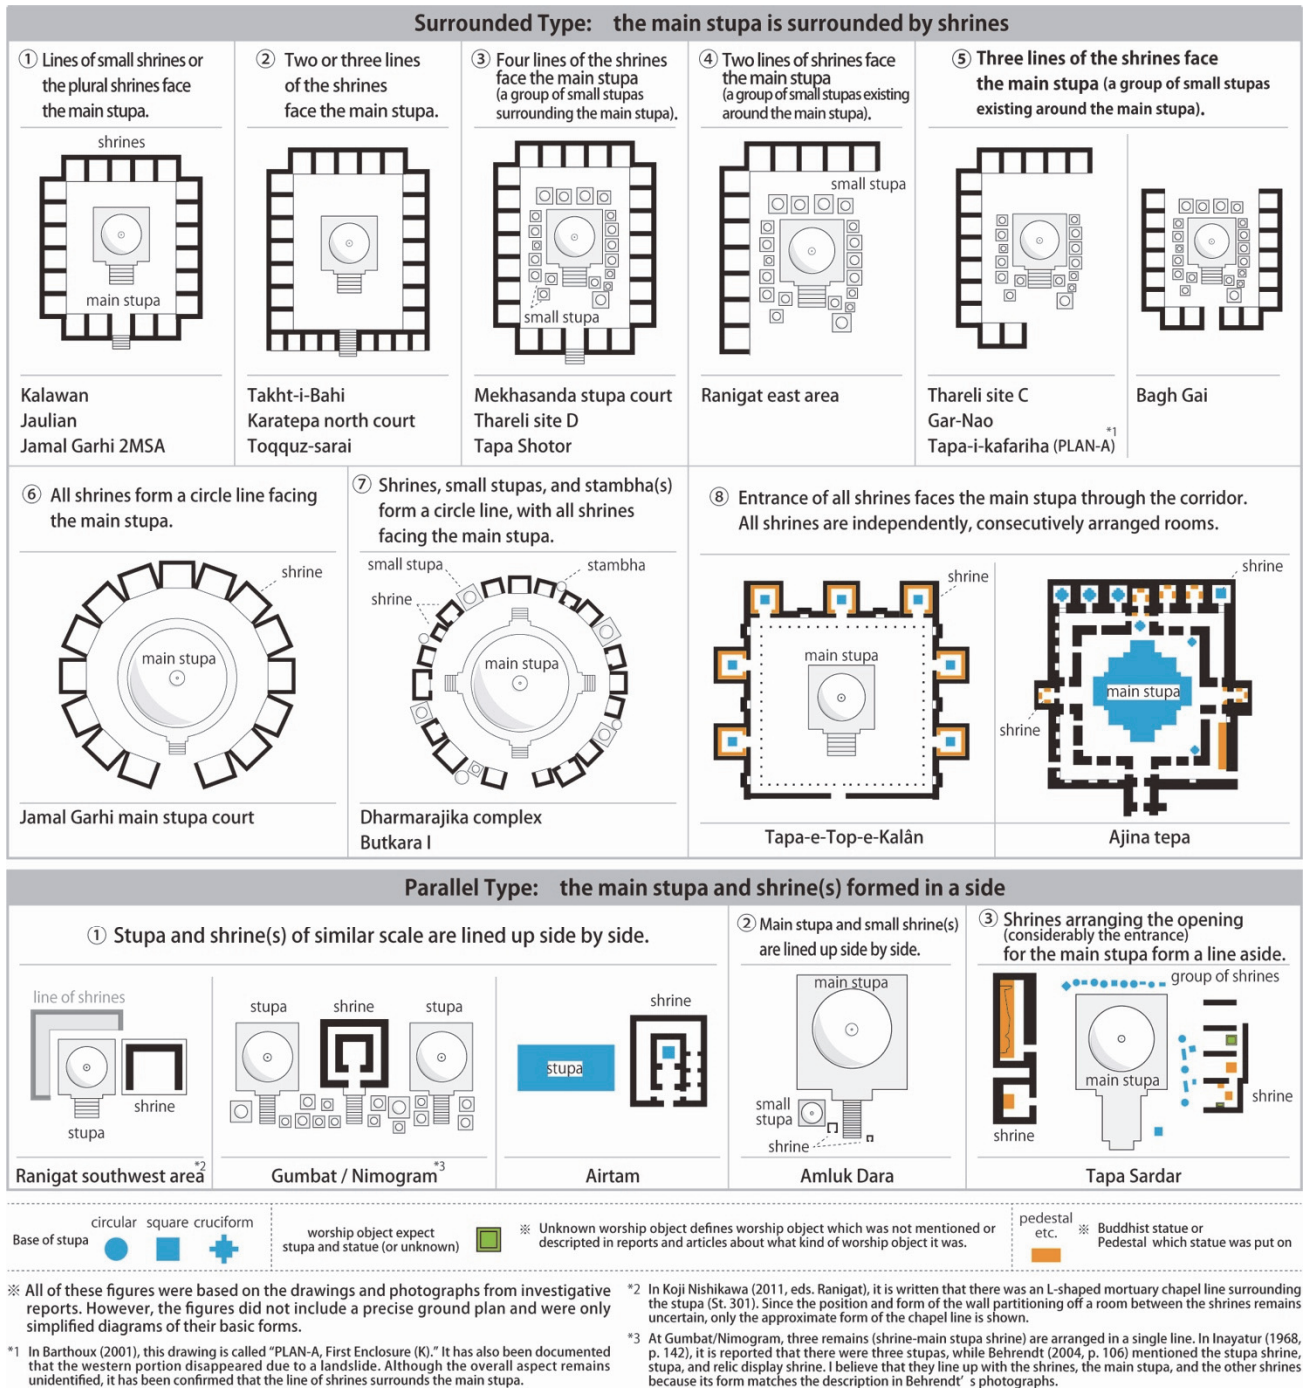 Surrounded Type: the main stupa is surrounded by shrines
① Lines of small shrines or
the plural shrines face
the main stupa.
shrines
main stupa
Kalawan
Jaulian
Jamal Garhi 2MSA
② Two or three lines
of the shrines
face the main stupa.
Takht-i-Bahi
Karatepa north court
Toqquz-sarai
③ Four lines of the shrines
face the main stupa
(a group of small stupas
surrounding the main stupa).
small stupa
Mekhasanda stupa court
Thareli site D
Tapa Shotor
④ Two lines of shrines face
the main stupa
(a group of small stupas existing
around the main stupa).
small stupa
Ranigat east area
⑤ Three lines of the shrines face
the main stupa (a group of small stupas
existing around the main stupa).
Thareli site C
Gar-Nao
Tapa-i-kafariha (PLAN-A) *1
Bagh Gai
⑥ All shrines form a circle line facing
the main stupa.
shrine
main stupa
Jamal Garhi main stupa court
⑦ Shrines, small stupas, and stambha(s)
form a circle line, with all shrines
facing the main stupa.
small stupa
stambha
shrine
main stupa
Dharmarajika complex
Butkara I
⑧ Entrance of all shrines faces the main stupa through the corridor.
All shrines are independently, consecutively arranged rooms.
shrine
main stupa
Tapa-e-Top-e-Kalân
shrine
main stupa
shrine
Ajina tepa
Parallel Type: the main stupa and shrine(s) formed in a side
① Stupa and shrine(s) of similar scale are lined up side by side.
line of shrines
shrine
stupa
Ranigat southwest area *2
stupa
shrine
stupa
Gumbat / Nimogram *3
shrine
stupa
Airtam
② Main stupa and small shrine(s)
are lined up side by side.
main stupa
small
stupa
shrine
Amluk Dara
③ Shrines arranging the opening
(considerably the entrance)
for the main stupa form a line aside.
group of shrines
main stupa
shrine
shrine
Tapa Sardar
Base of stupa
circular square cruciform
worship object expect
stupa and statue (or unknown)
※ Unknown worship object defines worship object which was not mentioned or
descripted in reports and articles about what kind of worship object it was.
pedestal
etc.
※ Buddhist statue or
Pedestal which statue was put on
※ All of these figures were based on the drawings and photographs from investigative
reports. However, the figures did not include a precise ground plan and were only
simplified diagrams of their basic forms.
*1 In Barthoux (2001), this drawing is called “PLAN-A, First Enclosure (K).” It has also been documented
that the western portion disappeared due to a landslide. Although the overall aspect remains
unidentified, it has been confirmed that the line of shrines surrounds the main stupa.
*2 In Koji Nishikawa (2011, eds. Ranigat), it is written that there was an L-shaped mortuary chapel line surrounding
the stupa (St. 301). Since the position and form of the wall partitioning off a room between the shrines remains
uncertain, only the approximate form of the chapel line is shown.
*3 At Gumbat/Nimogram, three remains (shrine-main stupa shrine) are arranged in a single line. In Inayatur (1968,
p. 142), it is reported that there were three stupas, while Behrendt (2004, p. 106) mentioned the stupa shrine,
stupa, and relic display shrine. I believe that they line up with the shrines, the main stupa, and the other shrines
because its form matches the description in Behrendt’ s photographs.